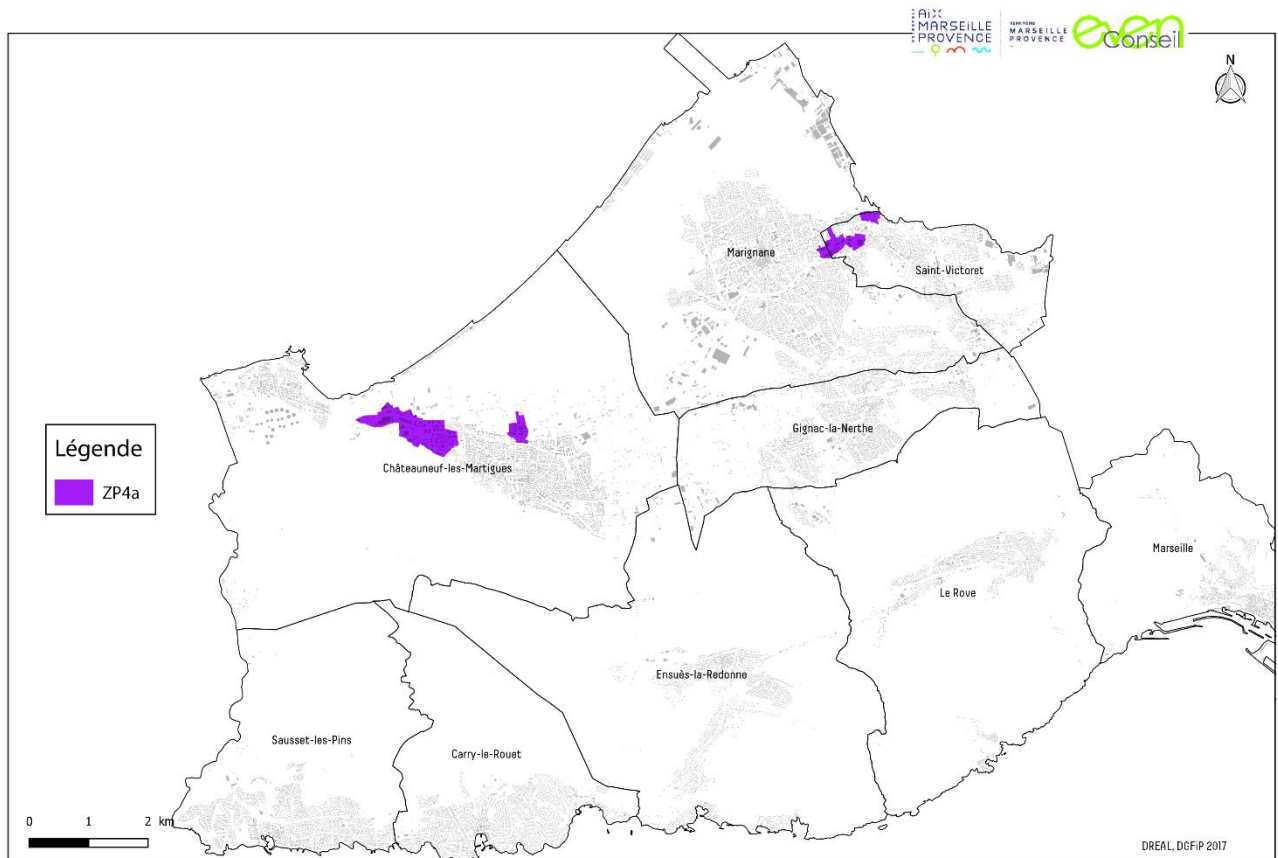 AIX
MARSEILLE
PROVENCE
TERRITOIRE
MARSEILLE
PROVENCE
even
Conseil
N
Marignane
Saint-Victoret
Gignac-la-Nerthe
Légende
ZP4a
Châteauneuf-les-Martigues
Marseille
Le Rove
Ensuès-la-Redonne
Sausset-les-Pins
Carry-le-Rouet
0 1 2 km
DREAL, DGFiP 2017